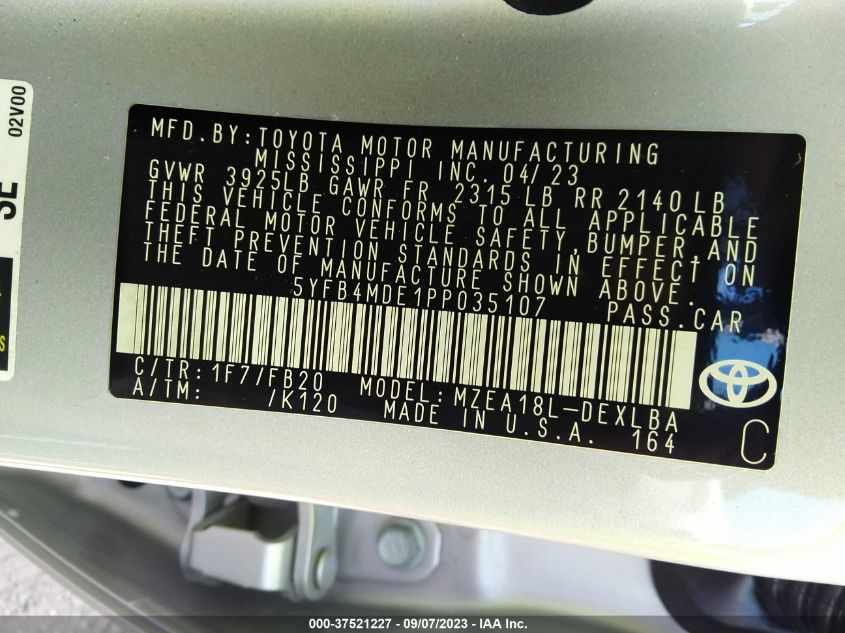 02V00
SE
S
MFD.BY:TOYOTA MOTOR MANUFACTURING
MISSISSIPPI INC. 04/23
GVWR 3925LB GAWR FR 2315 LB RR 2140 LB
THIS VEHICLE CONFORMS TO ALL APPLICABLE
FEDERAL MOTOR VEHICLE SAFETY,BUMPER,AND
THEFT PREVENTION STANDARDS IN EFFECT ON
THE DATE OF MANUFACTURE SHOWN ABOVE.
5YFB4MDE1PP035107 PASS.CAR
C/TR:1F7/FB20 MODEL:MZEA18L-DEXLBA
A/TM: /K120 MADE IN U.S.A. 164
C
000-37521227 - 09/07/2023 - IAA Inc.